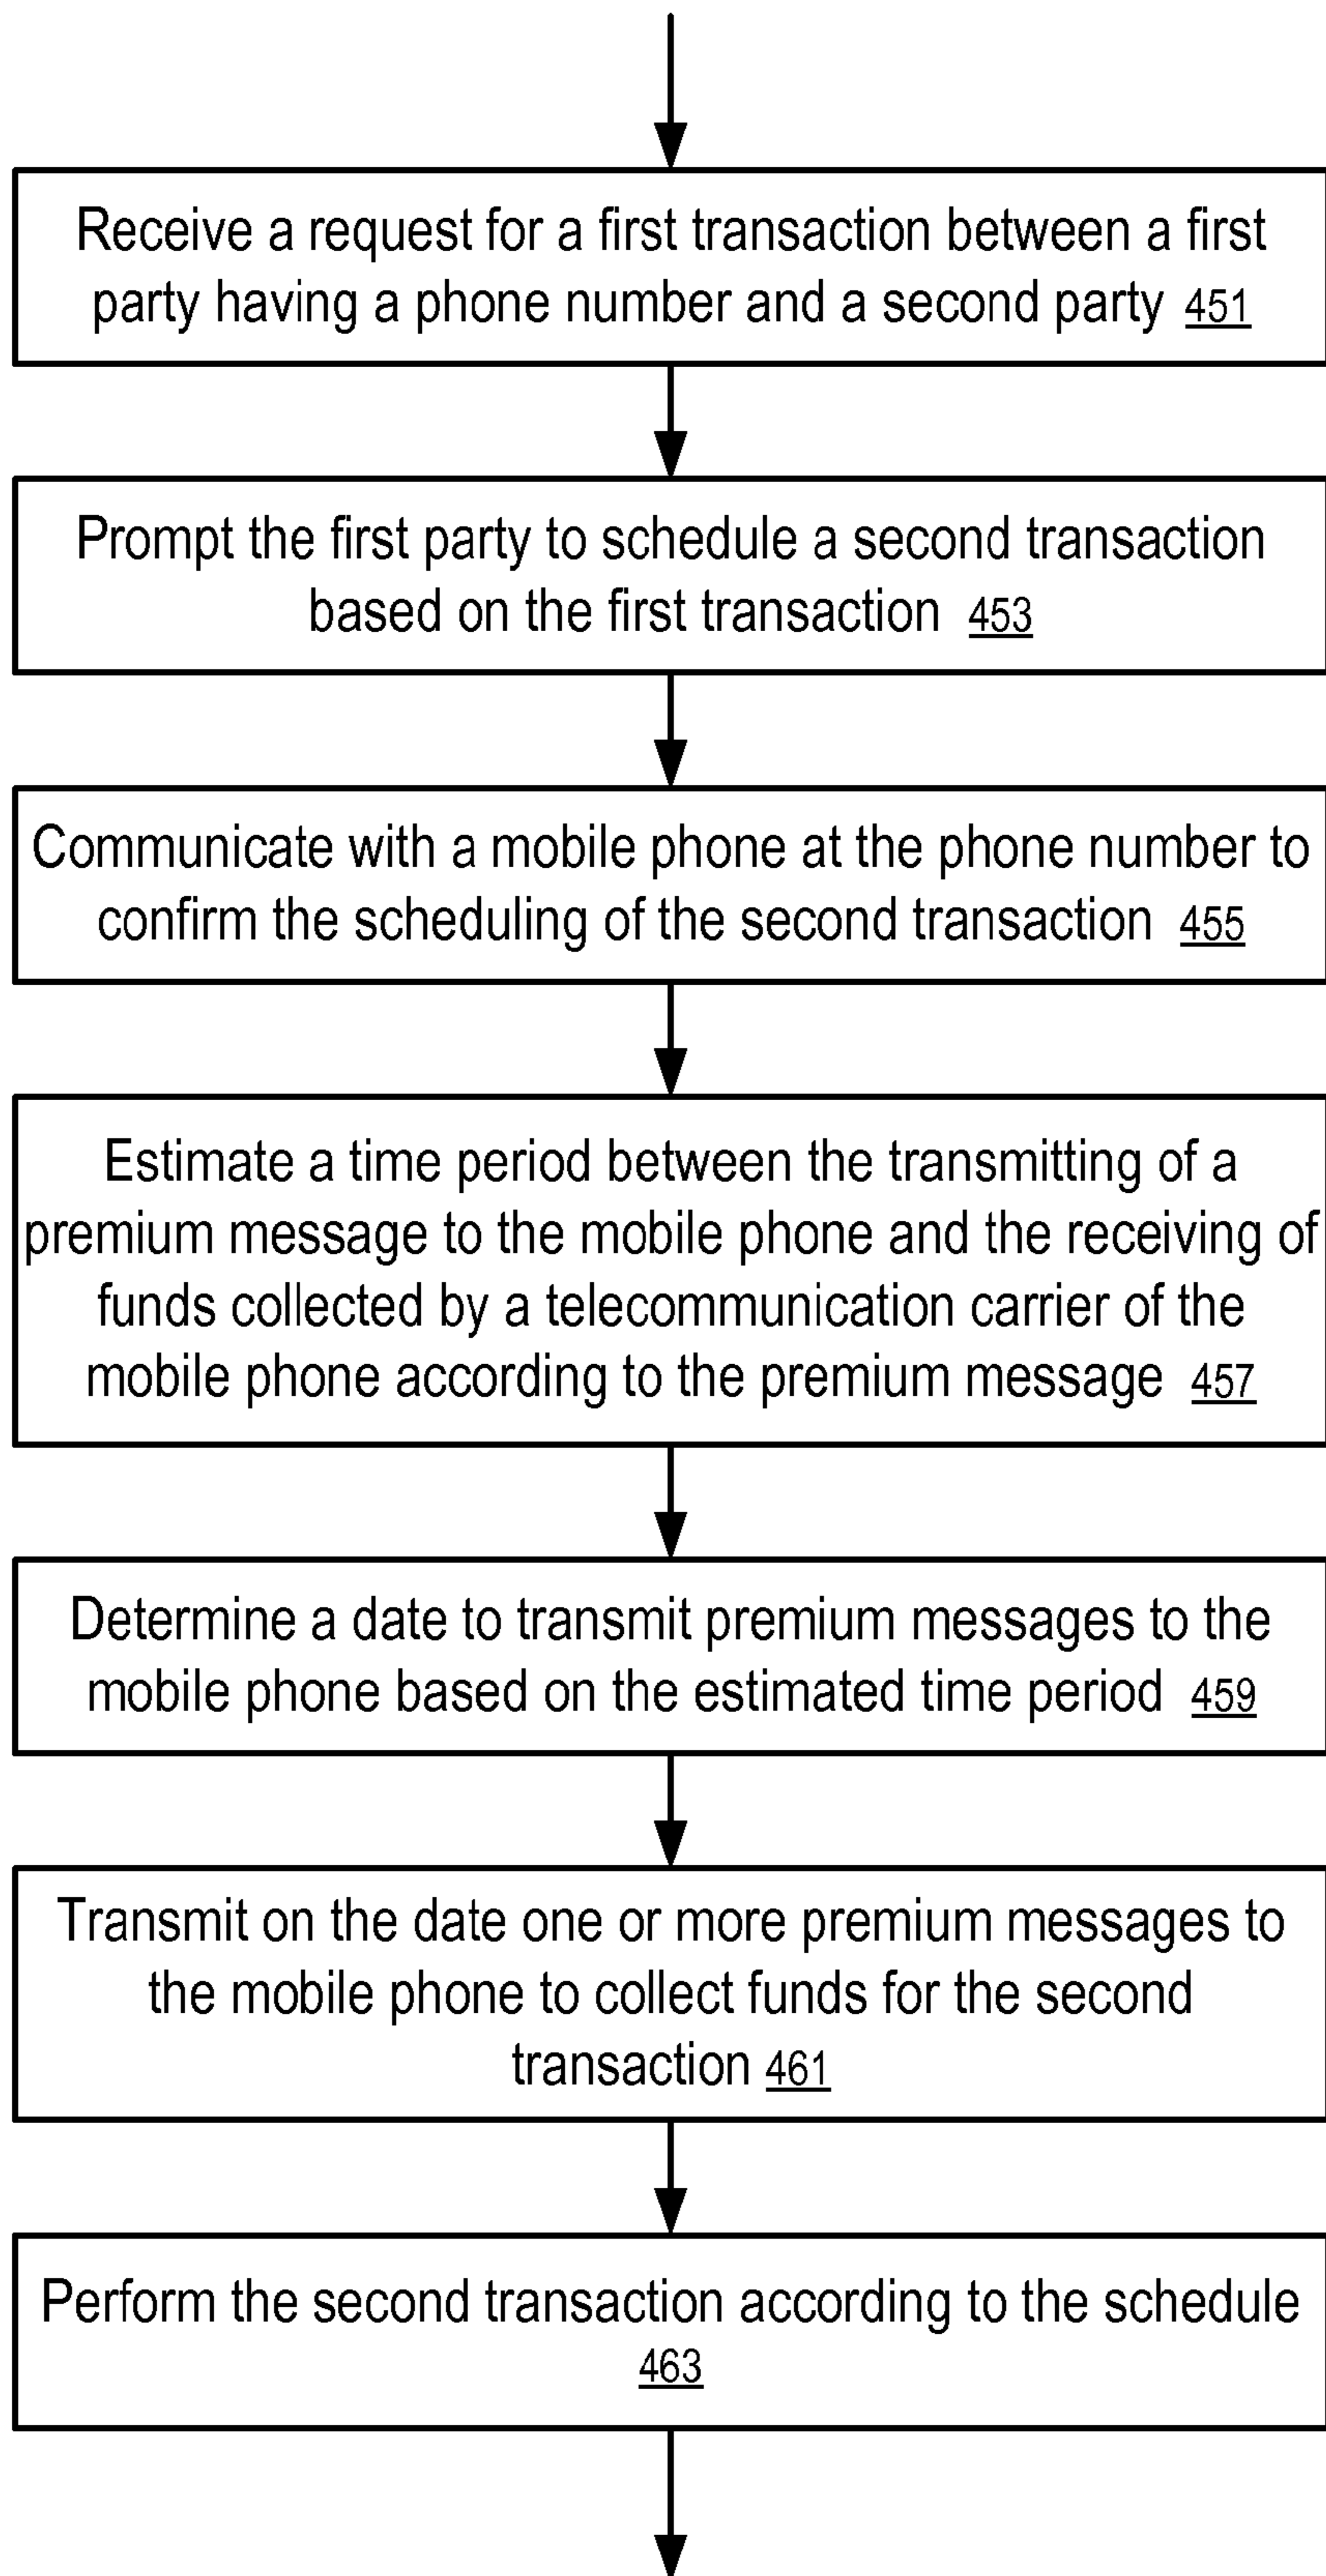 Receive a request for a first transaction between a first
party having a phone number and a second party 451
Prompt the first party to schedule a second transaction
based on the first transaction 453
Communicate with a mobile phone at the phone number to
confirm the scheduling of the second transaction 455
Estimate a time period between the transmitting of a
premium message to the mobile phone and the receiving of
funds collected by a telecommunication carrier of the
mobile phone according to the premium message 457
Determine a date to transmit premium messages to the
mobile phone based on the estimated time period 459
Transmit on the date one or more premium messages to
the mobile phone to collect funds for the second
transaction 461
Perform the second transaction according to the schedule
463